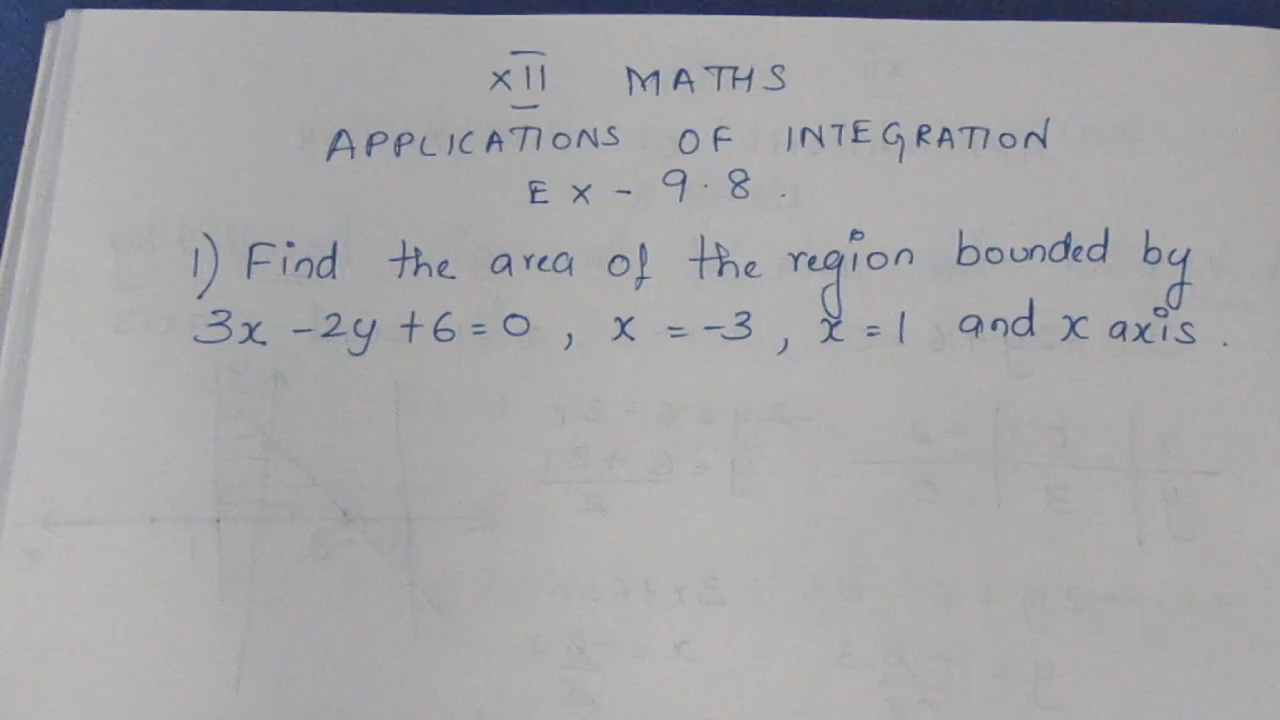 XII MATHS
APPLICATIONS OF INTEGRATION
EX - 9.8.
1) Find the area of the region bounded by
3x - 2y + 6 = 0, x = -3, x = 1 and x axis.